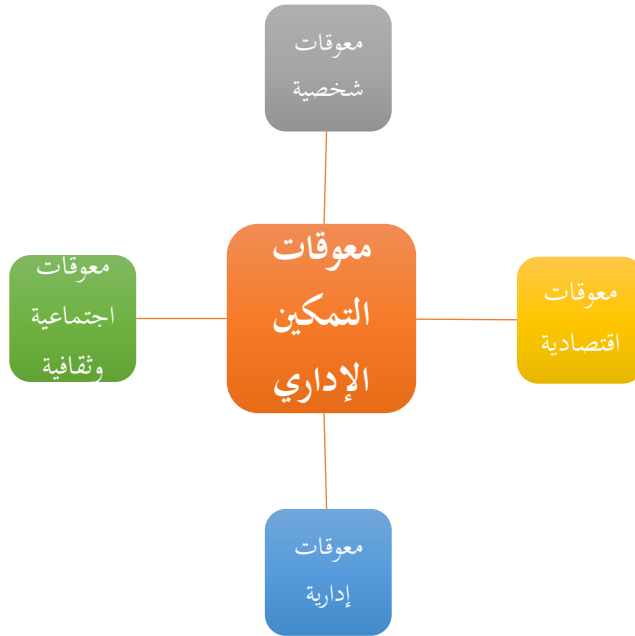 معوقات
شخصية
معوقات
التمكين
الإداري
معوقات
اقتصادية
معوقات
اجتماعية
وثقافية
معوقات
إدارية